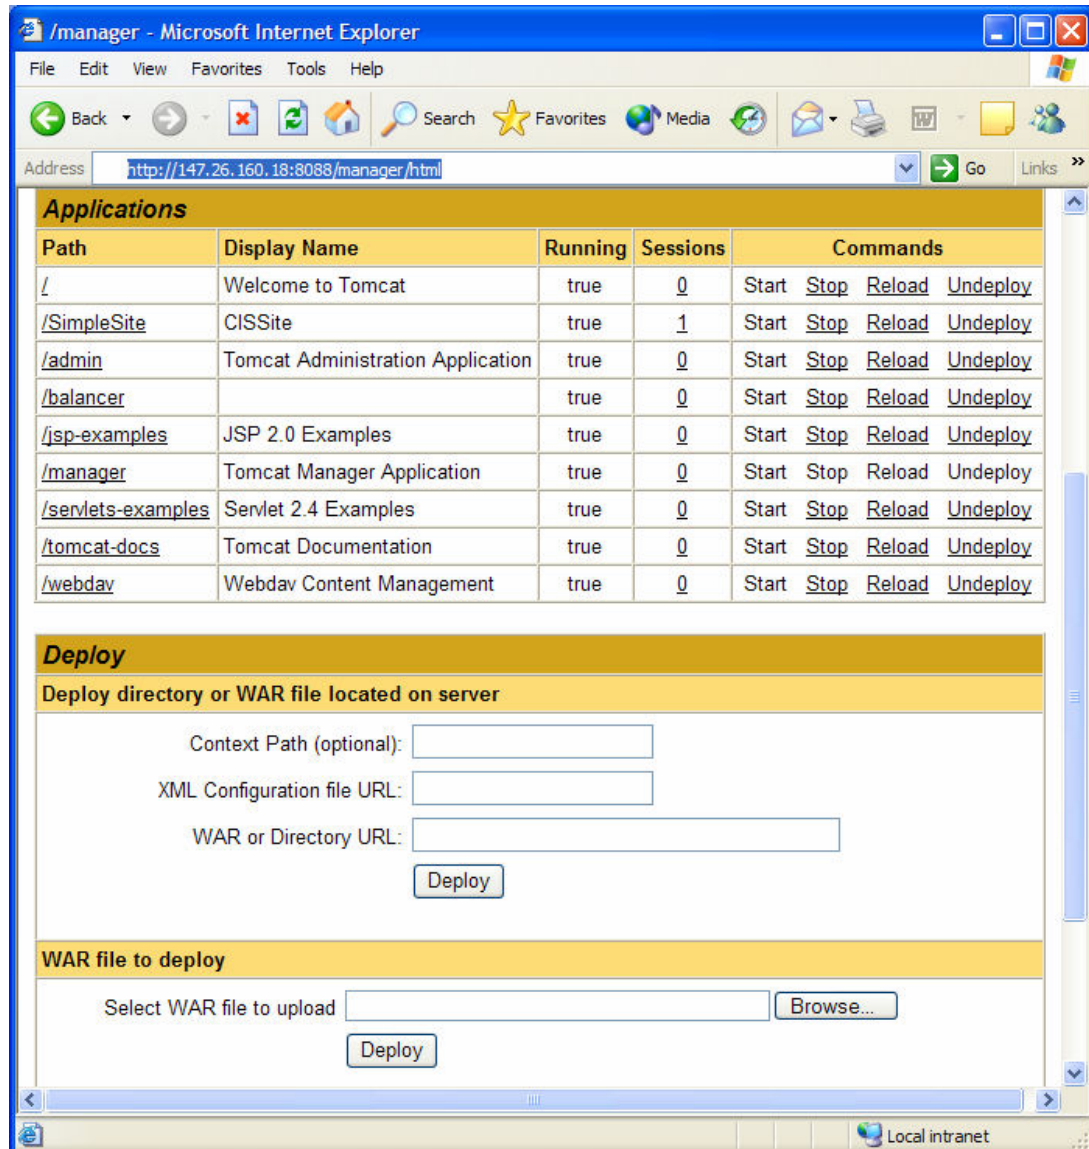 /manager - Microsoft Internet Explorer
File Edit View Favorites Tools Help
Back Search Favorites Media
Address http://147.26.160.18:8088/manager/html Go Links »
Applications
Path Display Name Running Sessions Commands
/ Welcome to Tomcat true 0 Start Stop Reload Undeploy
/SimpleSite CISSite true 1 Start Stop Reload Undeploy
/admin Tomcat Administration Application true 0 Start Stop Reload Undeploy
/balancer true 0 Start Stop Reload Undeploy
/jsp-examples JSP 2.0 Examples true 0 Start Stop Reload Undeploy
/manager Tomcat Manager Application true 0 Start Stop Reload Undeploy
/servlets-examples Servlet 2.4 Examples true 0 Start Stop Reload Undeploy
/tomcat-docs Tomcat Documentation true 0 Start Stop Reload Undeploy
/webdav Webdav Content Management true 0 Start Stop Reload Undeploy
Deploy
Deploy directory or WAR file located on server
Context Path (optional):
XML Configuration file URL:
WAR or Directory URL:
Deploy
WAR file to deploy
Select WAR file to upload Browse...
Deploy
Local intranet